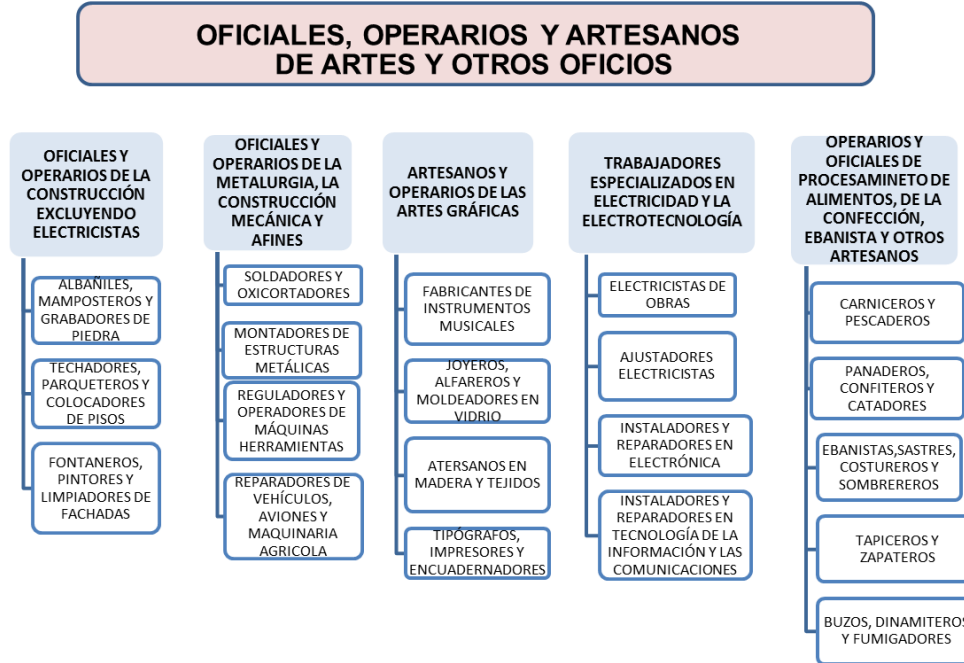 OFICIALES, OPERARIOS Y ARTESANOS
DE ARTES Y OTROS OFICIOS
OFICIALES Y
OPERARIOS DE LA
CONSTRUCCIÓN
EXCLUYENDO
ELECTRICISTAS
ALBAÑILES,
MAMPOSTEROS Y
GRABADORES DE
PIEDRA
TECHADORES,
PARQUETEROS Y
COLOCADORES
DE PISOS
FONTANEROS,
PINTORES Y
LIMPIADORES DE
FACHADAS
OFICIALES Y
OPERARIOS DE LA
METALURGIA, LA
CONSTRUCCIÓN
MECÁNICA Y
AFINES
SOLDADORES Y
OXICORTADORES
MONTADORES DE
ESTRUCTURAS
METÁLICAS
REGULADORES Y
OPERADORES DE
MÁQUINAS
HERRAMIENTAS
REPARADORES DE
VEHÍCULOS,
AVIONES Y
MAQUINARIA
AGRICOLA
ARTESANOS Y
OPERARIOS DE LAS
ARTES GRÁFICAS
FABRICANTES DE
INSTRUMENTOS
MUSICALES
JOYEROS,
ALFAREROS Y
MOLDEADORES EN
VIDRIO
ATERSANOS EN
MADERA Y TEJIDOS
TIPÓGRAFOS,
IMPRESORES Y
ENCUADERNADORES
TRABAJADORES
ESPECIALIZADOS EN
ELECTRICIDAD Y LA
ELECTROTECNOLOGÍA
ELECTRICISTAS DE
OBRAS
AJUSTADORES
ELECTRICISTAS
INSTALADORES Y
REPARADORES EN
ELECTRÓNICA
INSTALADORES Y
REPARADORES EN
TECNOLOGÍA DE LA
INFORMACIÓN Y LAS
COMUNICACIONES
OPERARIOS Y
OFICIALES DE
PROCESAMINETO DE
ALIMENTOS, DE LA
CONFECCIÓN,
EBANISTA Y OTROS
ARTESANOS
CARNICEROS Y
PESCADEROS
PANADEROS,
CONFITEROS Y
CATADORES
EBANISTAS,SASTRES,
COSTUREROS Y
SOMBREREROS
TAPICEROS Y
ZAPATEROS
BUZOS, DINAMITEROS
Y FUMIGADORES